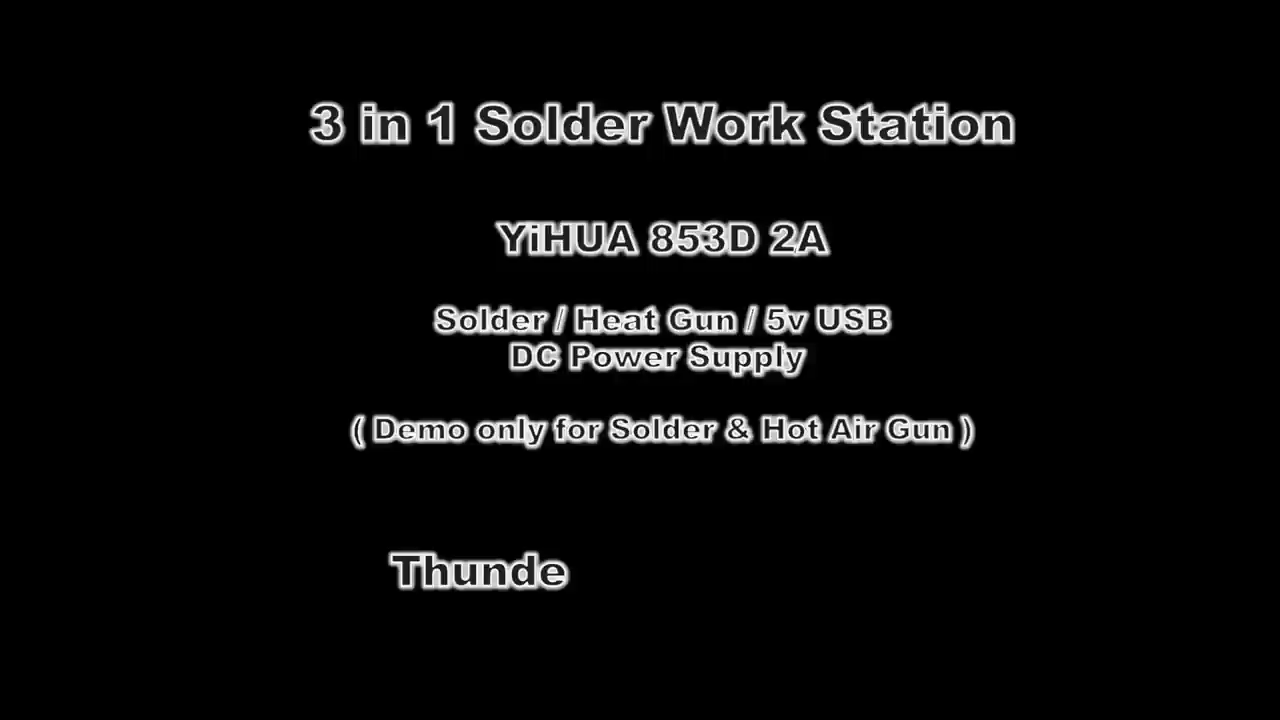 3 in 1 Solder Work Station
YiHUA 853D 2A
Solder / Heat Gun / 5v USB
DC Power Supply
( Demo only for Solder & Hot Air Gun )
Thunde